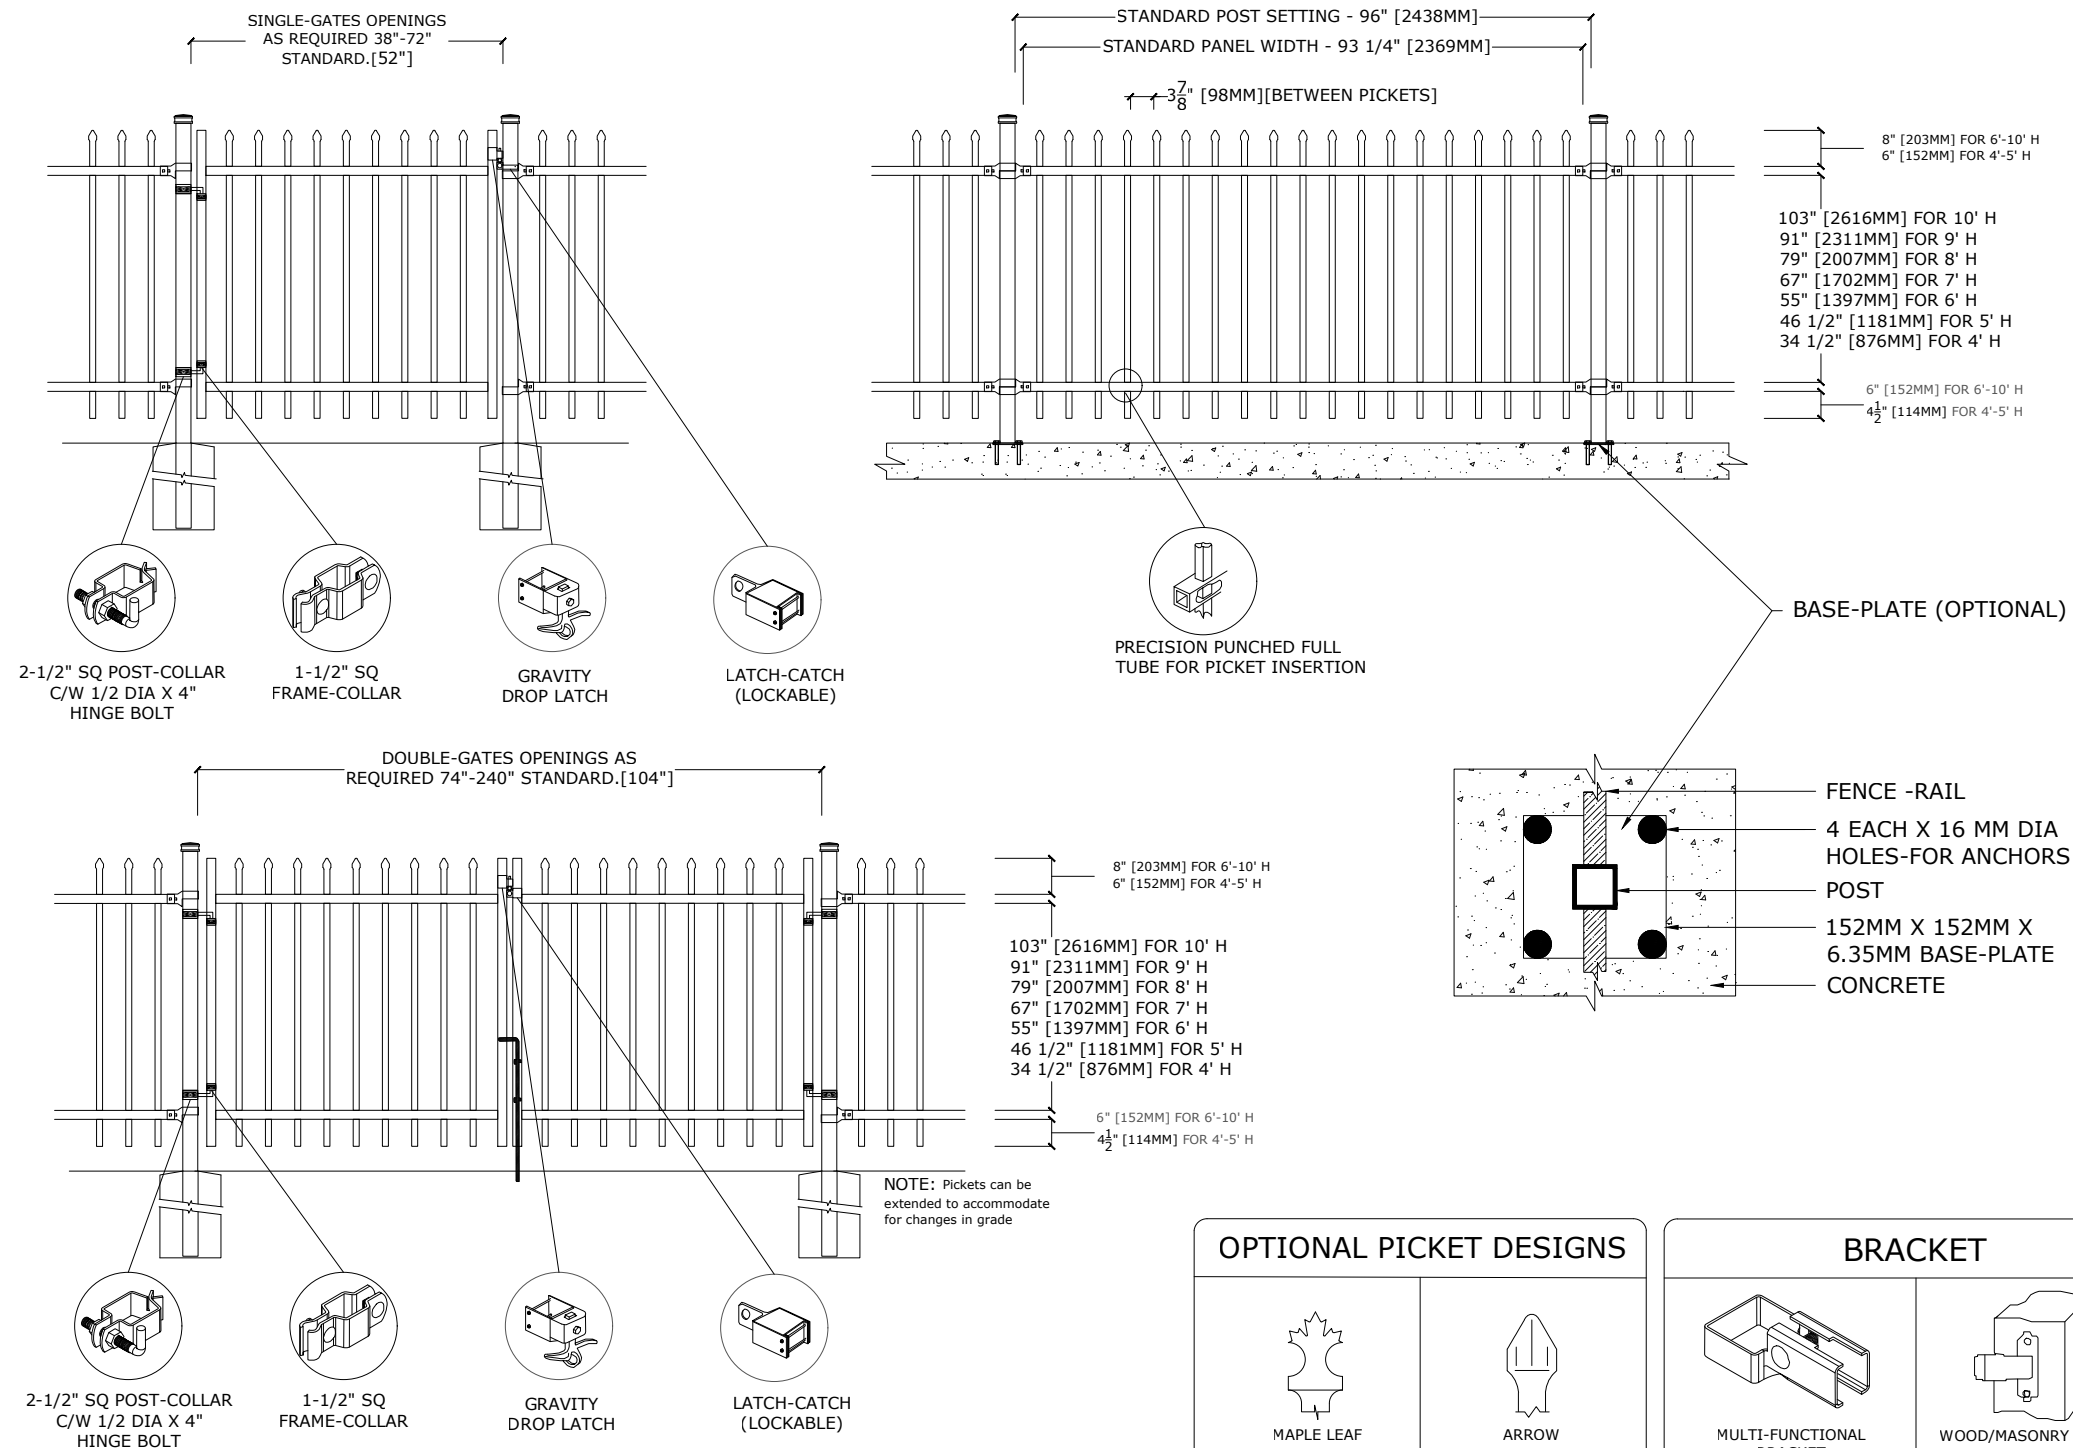 SINGLE-GATES OPENINGS
AS REQUIRED 38"-72"
STANDARD.[52"]
2-1/2" SQ POST-COLLAR
C/W 1/2 DIA X 4"
HINGE BOLT
1-1/2" SQ
FRAME-COLLAR
GRAVITY
DROP LATCH
LATCH-CATCH
(LOCKABLE)
STANDARD POST SETTING - 96" [2438MM]
STANDARD PANEL WIDTH - 93 1/4" [2369MM]
3 7/8" [98MM][BETWEEN PICKETS]
8" [203MM] FOR 6'-10' H
6" [152MM] FOR 4'-5' H
103" [2616MM] FOR 10' H
91" [2311MM] FOR 9' H
79" [2007MM] FOR 8' H
67" [1702MM] FOR 7' H
55" [1397MM] FOR 6' H
46 1/2" [1181MM] FOR 5' H
34 1/2" [876MM] FOR 4' H
6" [152MM] FOR 6'-10' H
4 1/2" [114MM] FOR 4'-5' H
PRECISION PUNCHED FULL
TUBE FOR PICKET INSERTION
BASE-PLATE (OPTIONAL)
FENCE -RAIL
4 EACH X 16 MM DIA
HOLES-FOR ANCHORS
POST
152MM X 152MM X
6.35MM BASE-PLATE
CONCRETE
DOUBLE-GATES OPENINGS AS
REQUIRED 74"-240" STANDARD.[104"]
8" [203MM] FOR 6'-10' H
6" [152MM] FOR 4'-5' H
103" [2616MM] FOR 10' H
91" [2311MM] FOR 9' H
79" [2007MM] FOR 8' H
67" [1702MM] FOR 7' H
55" [1397MM] FOR 6' H
46 1/2" [1181MM] FOR 5' H
34 1/2" [876MM] FOR 4' H
6" [152MM] FOR 6'-10' H
4 1/2" [114MM] FOR 4'-5' H
NOTE: Pickets can be
extended to accommodate
for changes in grade
2-1/2" SQ POST-COLLAR
C/W 1/2 DIA X 4"
HINGE BOLT
1-1/2" SQ
FRAME-COLLAR
GRAVITY
DROP LATCH
LATCH-CATCH
(LOCKABLE)
OPTIONAL PICKET DESIGNS
MAPLE LEAF
ARROW
BRACKET
MULTI-FUNCTIONAL
WOOD/MASONRY